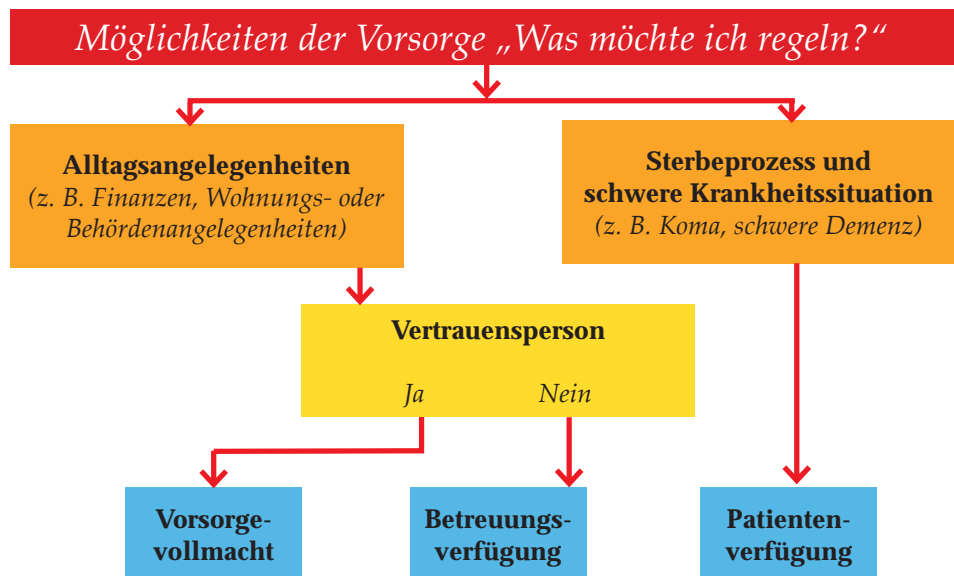 Möglichkeiten der Vorsorge „Was möchte ich regeln?“
Alltagsangelegenheiten
(z. B. Finanzen, Wohnungs- oder
Behördenangelegenheiten)
Sterbeprozess und
schwere Krankheitssituation
(z. B. Koma, schwere Demenz)
Vertrauensperson
Ja Nein
Vorsorge-
vollmacht
Betreuungs-
verfügung
Patienten-
verfügung